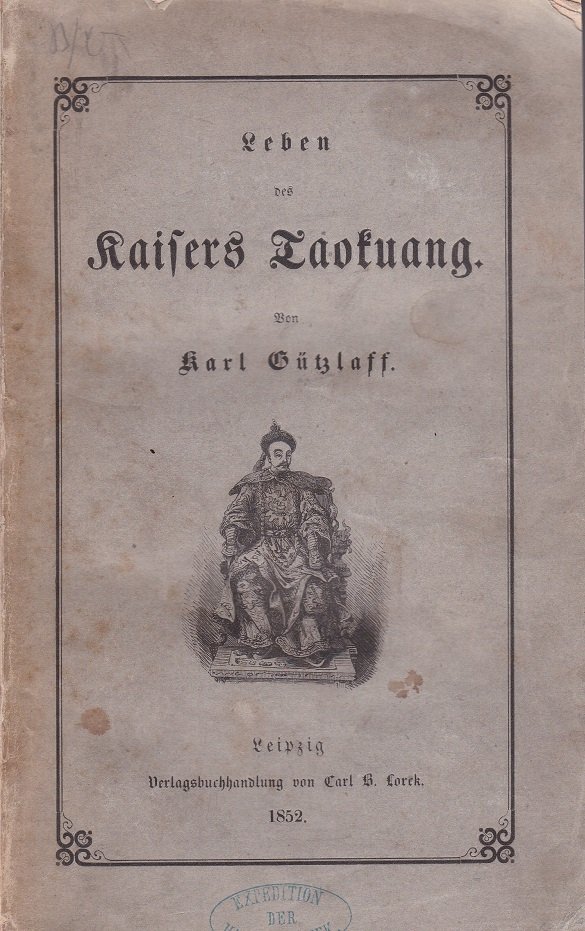 Leben
des
Kaisers Taokuang.
Von
Karl Gützlaff.
Leipzig
Verlagsbuchhandlung von Carl B. Lorck.
1852.
EXPEDITION
DER